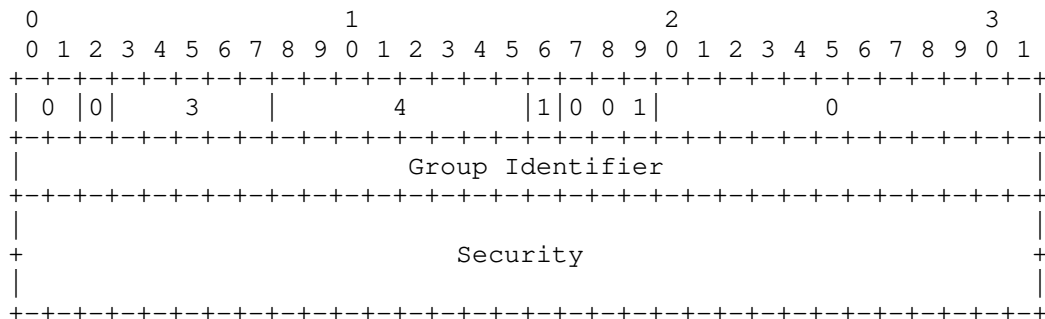 0                   1                   2                   3
 0 1 2 3 4 5 6 7 8 9 0 1 2 3 4 5 6 7 8 9 0 1 2 3 4 5 6 7 8 9 0 1
+-+-+-+-+-+-+-+-+-+-+-+-+-+-+-+-+-+-+-+-+-+-+-+-+-+-+-+-+-+-+-+-+
| 0 |0|    3    |       4       |1|0 0 1|           0           |
+-+-+-+-+-+-+-+-+-+-+-+-+-+-+-+-+-+-+-+-+-+-+-+-+-+-+-+-+-+-+-+-+
|                        Group Identifier                       |
+-+-+-+-+-+-+-+-+-+-+-+-+-+-+-+-+-+-+-+-+-+-+-+-+-+-+-+-+-+-+-+-+
|                                                               |
+                           Security                            +
|                                                               |
+-+-+-+-+-+-+-+-+-+-+-+-+-+-+-+-+-+-+-+-+-+-+-+-+-+-+-+-+-+-+-+-+